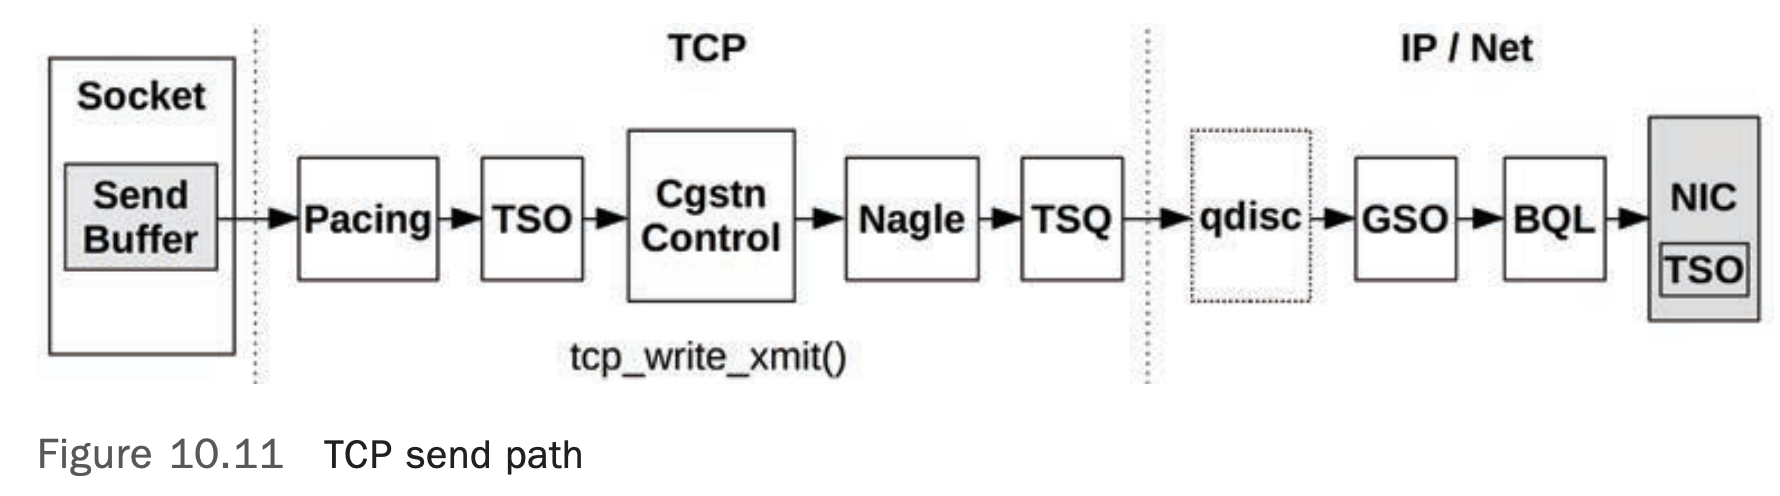 TCP
IP / Net
Socket
Send
Buffer
Pacing
TSO
Cgstn
Control
Nagle
TSQ
qdisc
GSO
BQL
NIC
TSO
tcp_write_xmit()
Figure 10.11 TCP send path